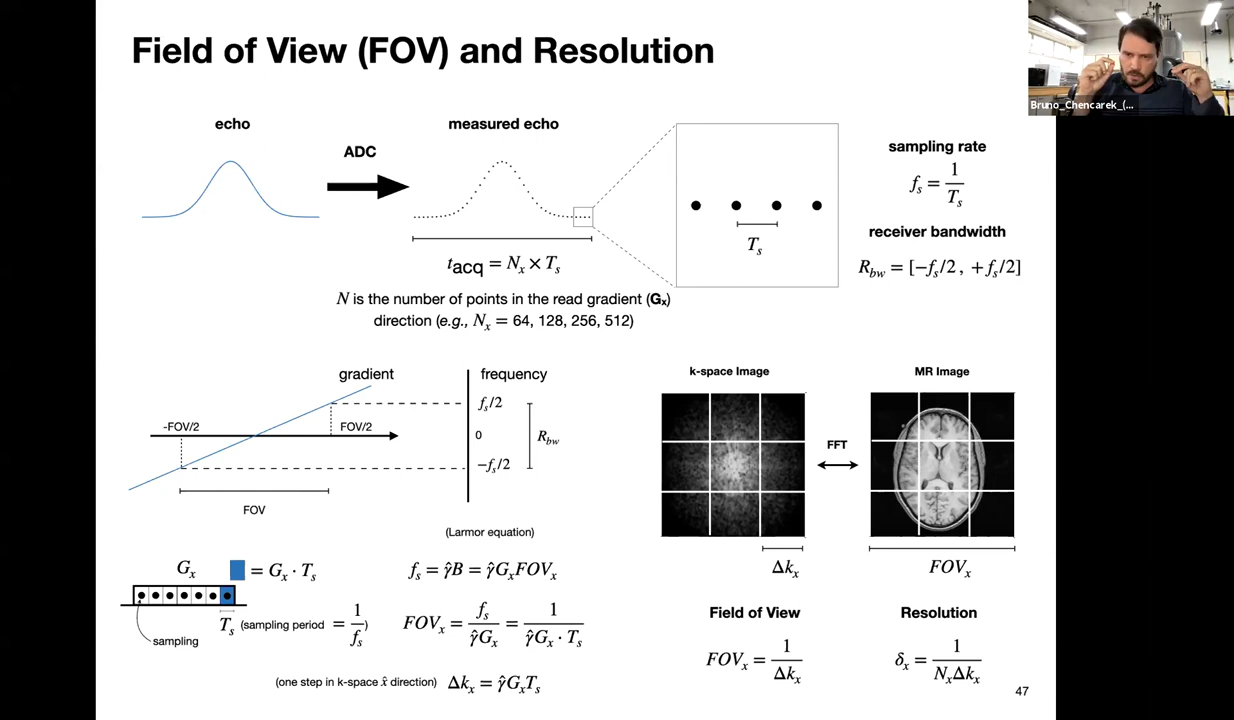 Field of View (FOV) and Resolution
Bruno_Chencarek_(...
echo
ADC
measured echo
t_acq = N_x × T_s
T_s
sampling rate
f_s = 1/T_s
receiver bandwidth
R_bw = [−f_s/2 , +f_s/2]
N is the number of points in the read gradient (G_x)
direction (e.g., N_x = 64, 128, 256, 512)
gradient
frequency
-FOV/2
FOV/2
f_s/2
0
−f_s/2
R_bw
FOV
(Larmor equation)
k-space Image
MR Image
FFT
Δk_x
FOV_x
G_x
= G_x · T_s
T_s (sampling period = 1/f_s)
sampling
f_s = γ̂B = γ̂G_xFOV_x
FOV_x = f_s/γ̂G_x = 1/γ̂G_x · T_s
(one step in k-space x̂ direction) Δk_x = γ̂G_xT_s
Field of View
FOV_x = 1/Δk_x
Resolution
δ_x = 1/N_xΔk_x
47